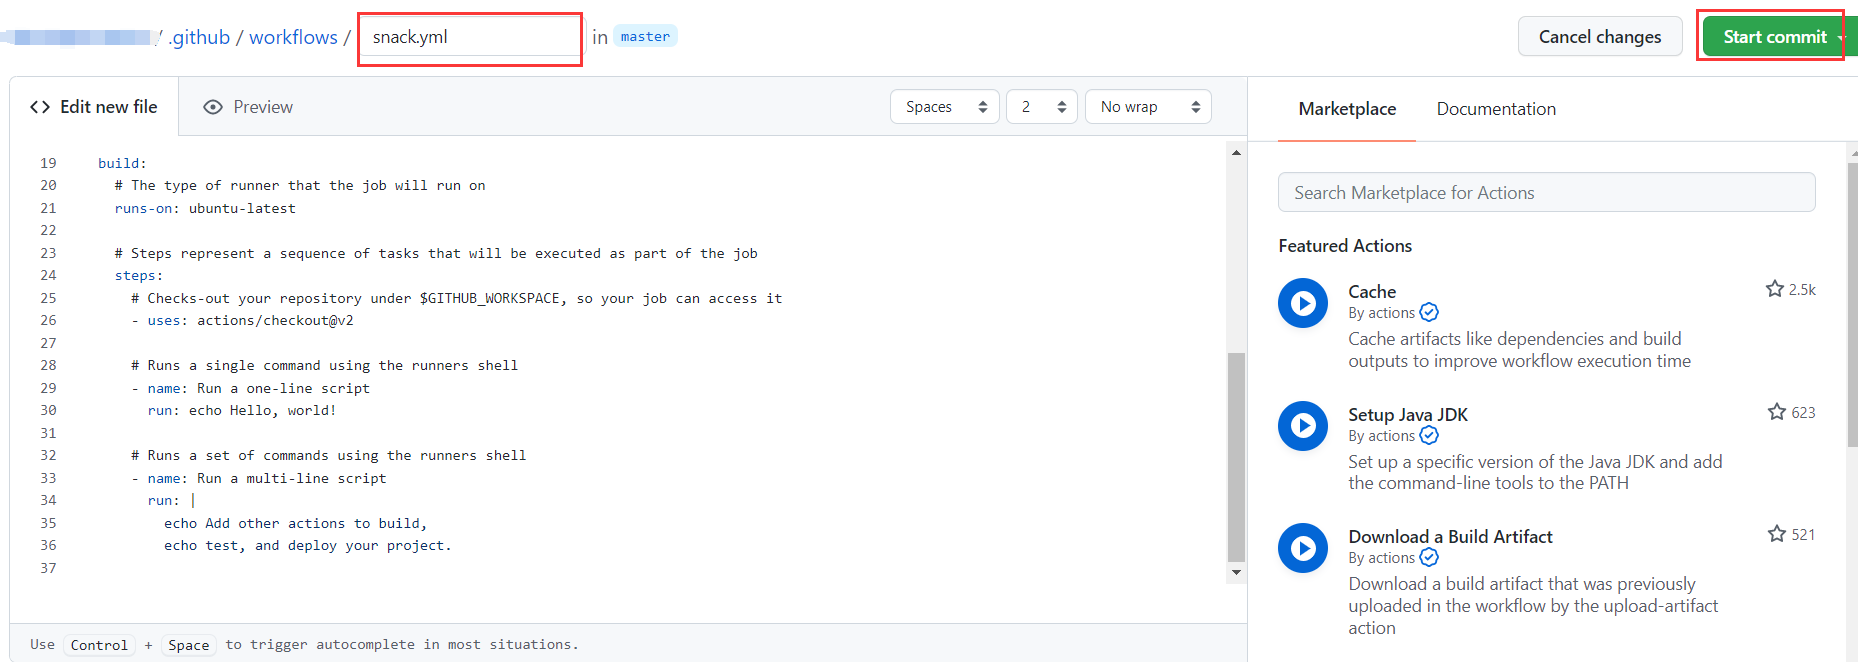 / .github / workflows / snack.yml in master Cancel changes Start commit
Edit new file Preview Spaces 2 No wrap
19 build:
20 # The type of runner that the job will run on
21 runs-on: ubuntu-latest
22
23 # Steps represent a sequence of tasks that will be executed as part of the job
24 steps:
25 # Checks-out your repository under $GITHUB_WORKSPACE, so your job can access it
26 - uses: actions/checkout@v2
27
28 # Runs a single command using the runners shell
29 - name: Run a one-line script
30 run: echo Hello, world!
31
32 # Runs a set of commands using the runners shell
33 - name: Run a multi-line script
34 run: |
35 echo Add other actions to build,
36 echo test, and deploy your project.
37
Use Control + Space to trigger autocomplete in most situations.
Marketplace Documentation
Search Marketplace for Actions
Featured Actions
Cache 2.5k
By actions
Cache artifacts like dependencies and build
outputs to improve workflow execution time
Setup Java JDK 623
By actions
Set up a specific version of the Java JDK and add
the command-line tools to the PATH
Download a Build Artifact 521
By actions
Download a build artifact that was previously
uploaded in the workflow by the upload-artifact
action